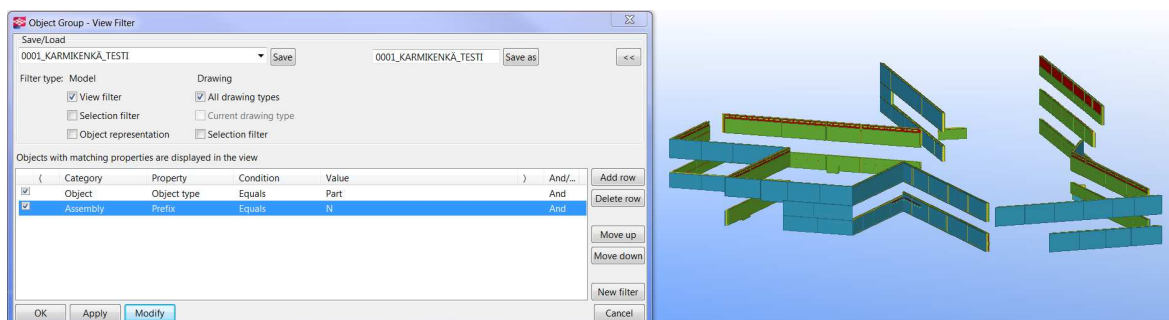 Object Group - View Filter
Save/Load
0001_KARMIKENKÄ_TESTI Save 0001_KARMIKENKÄ_TESTI Save as <<
Filter type: Model Drawing
View filter All drawing types
Selection filter Current drawing type
Object representation Selection filter
Objects with matching properties are displayed in the view
( Category Property Condition Value ) And/... Add row
Object Object type Equals Part And
Delete row
Assembly Prefix Equals N And
Move up
Move down
New filter
OK Apply Modify Cancel